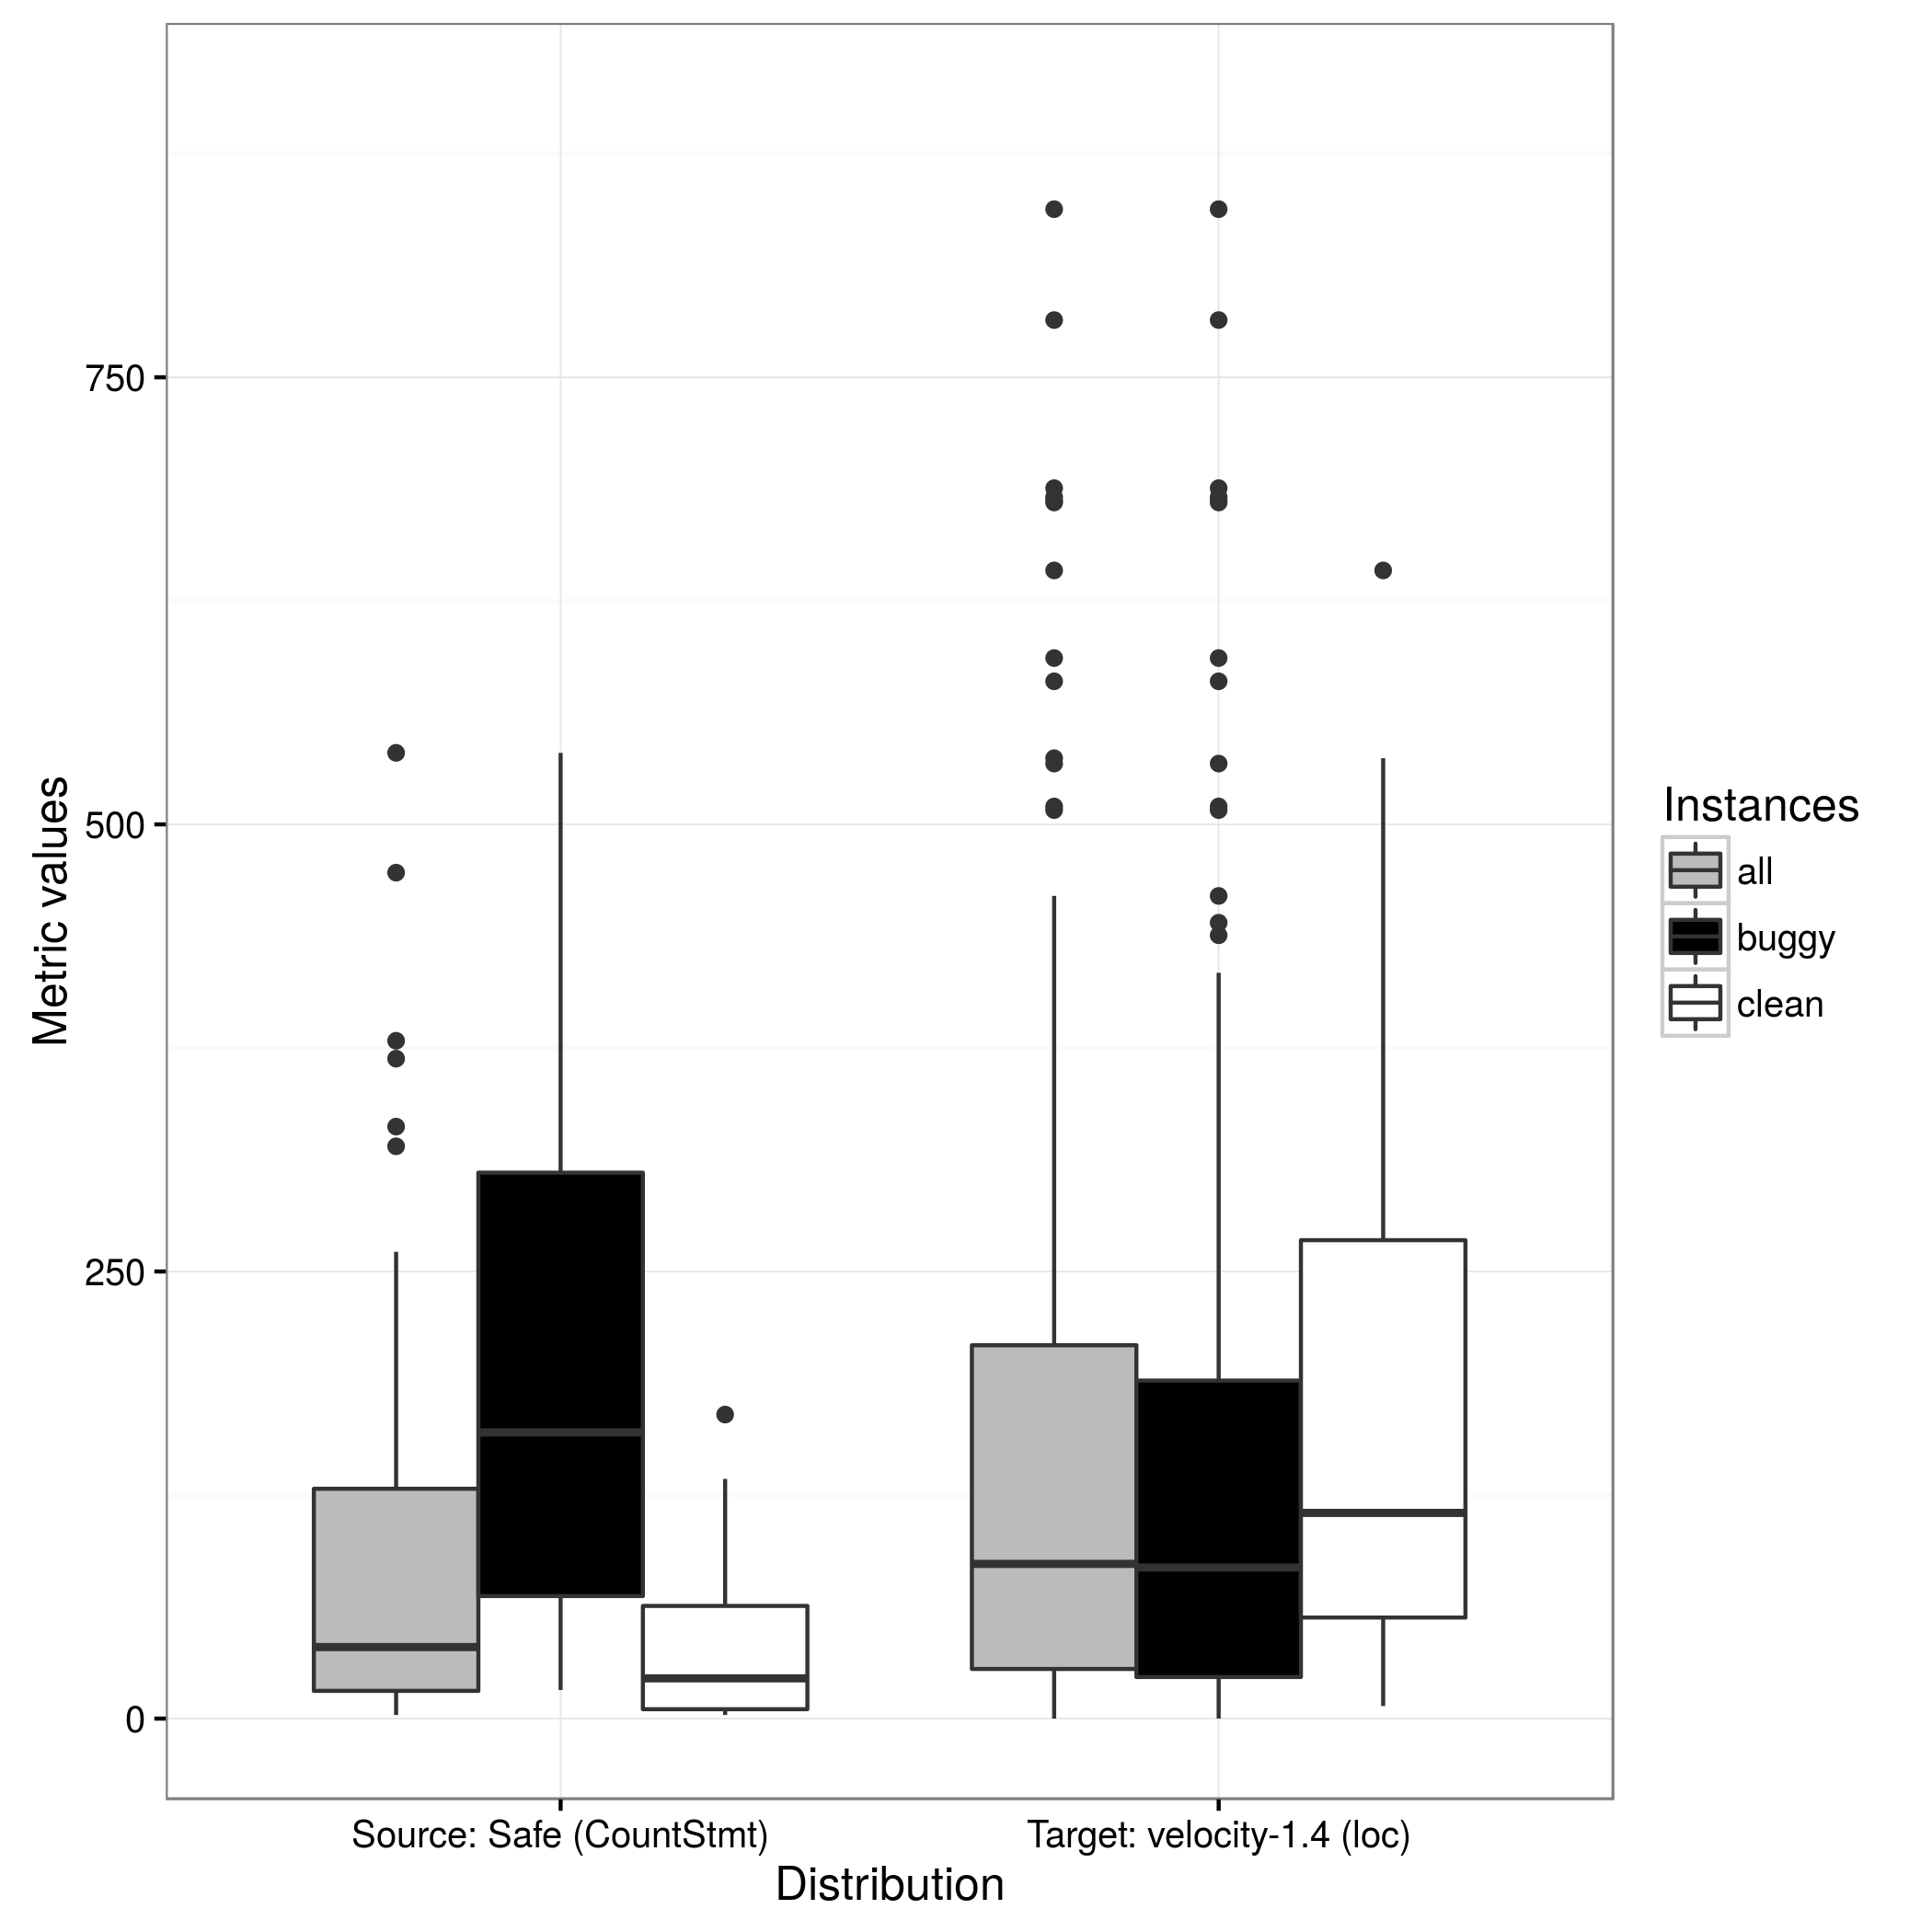 750
500
250
0
Metric values
Source: Safe (CountStmt)
Target: velocity-1.4 (loc)
Distribution
Instances
all
buggy
clean